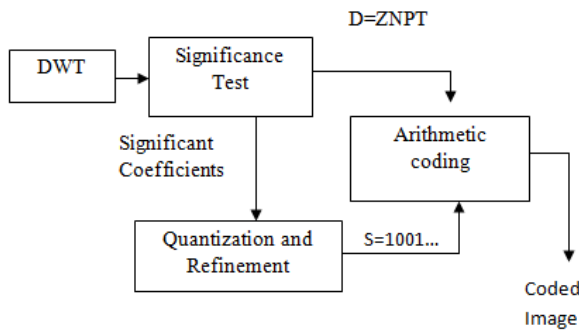 D=ZNPT
DWT
Significance
Test
Significant
Coefficients
Arithmetic
coding
Quantization and
Refinement
S=1001...
Coded
Image